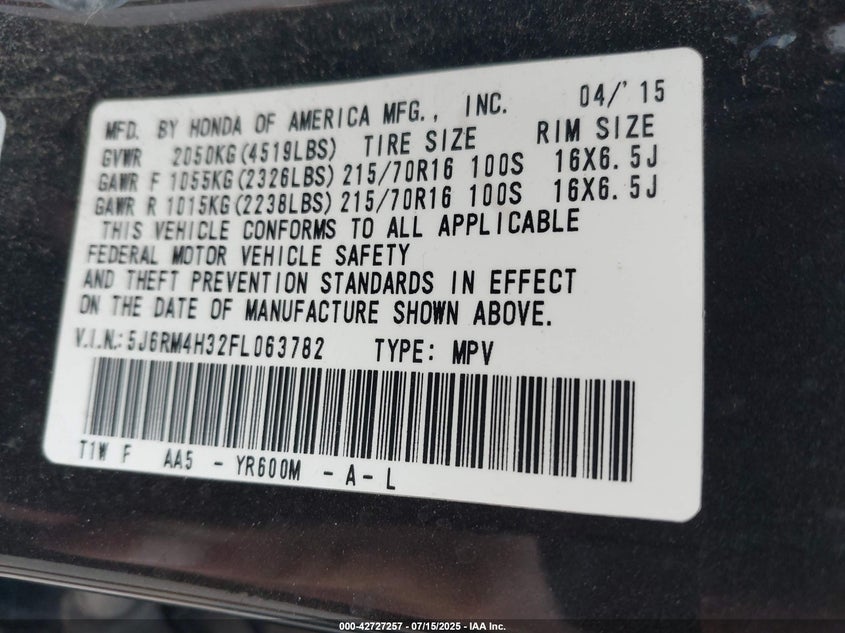 MFD. BY HONDA OF AMERICA MFG., INC. 04/'15
GVWR 2050KG(4519LBS) TIRE SIZE RIM SIZE
GAWR F 1055KG(2326LBS) 215/70R16 100S 16X6.5J
GAWR R 1015KG(2238LBS) 215/70R16 100S 16X6.5J
THIS VEHICLE CONFORMS TO ALL APPLICABLE
FEDERAL MOTOR VEHICLE SAFETY
AND THEFT PREVENTION STANDARDS IN EFFECT
ON THE DATE OF MANUFACTURE SHOWN ABOVE.
V.I.N.:5J6RM4H32FL063782 TYPE: MPV
T1W F AA5 - YR600M - A - L
000-42727257 - 07/15/2025 - IAA Inc.